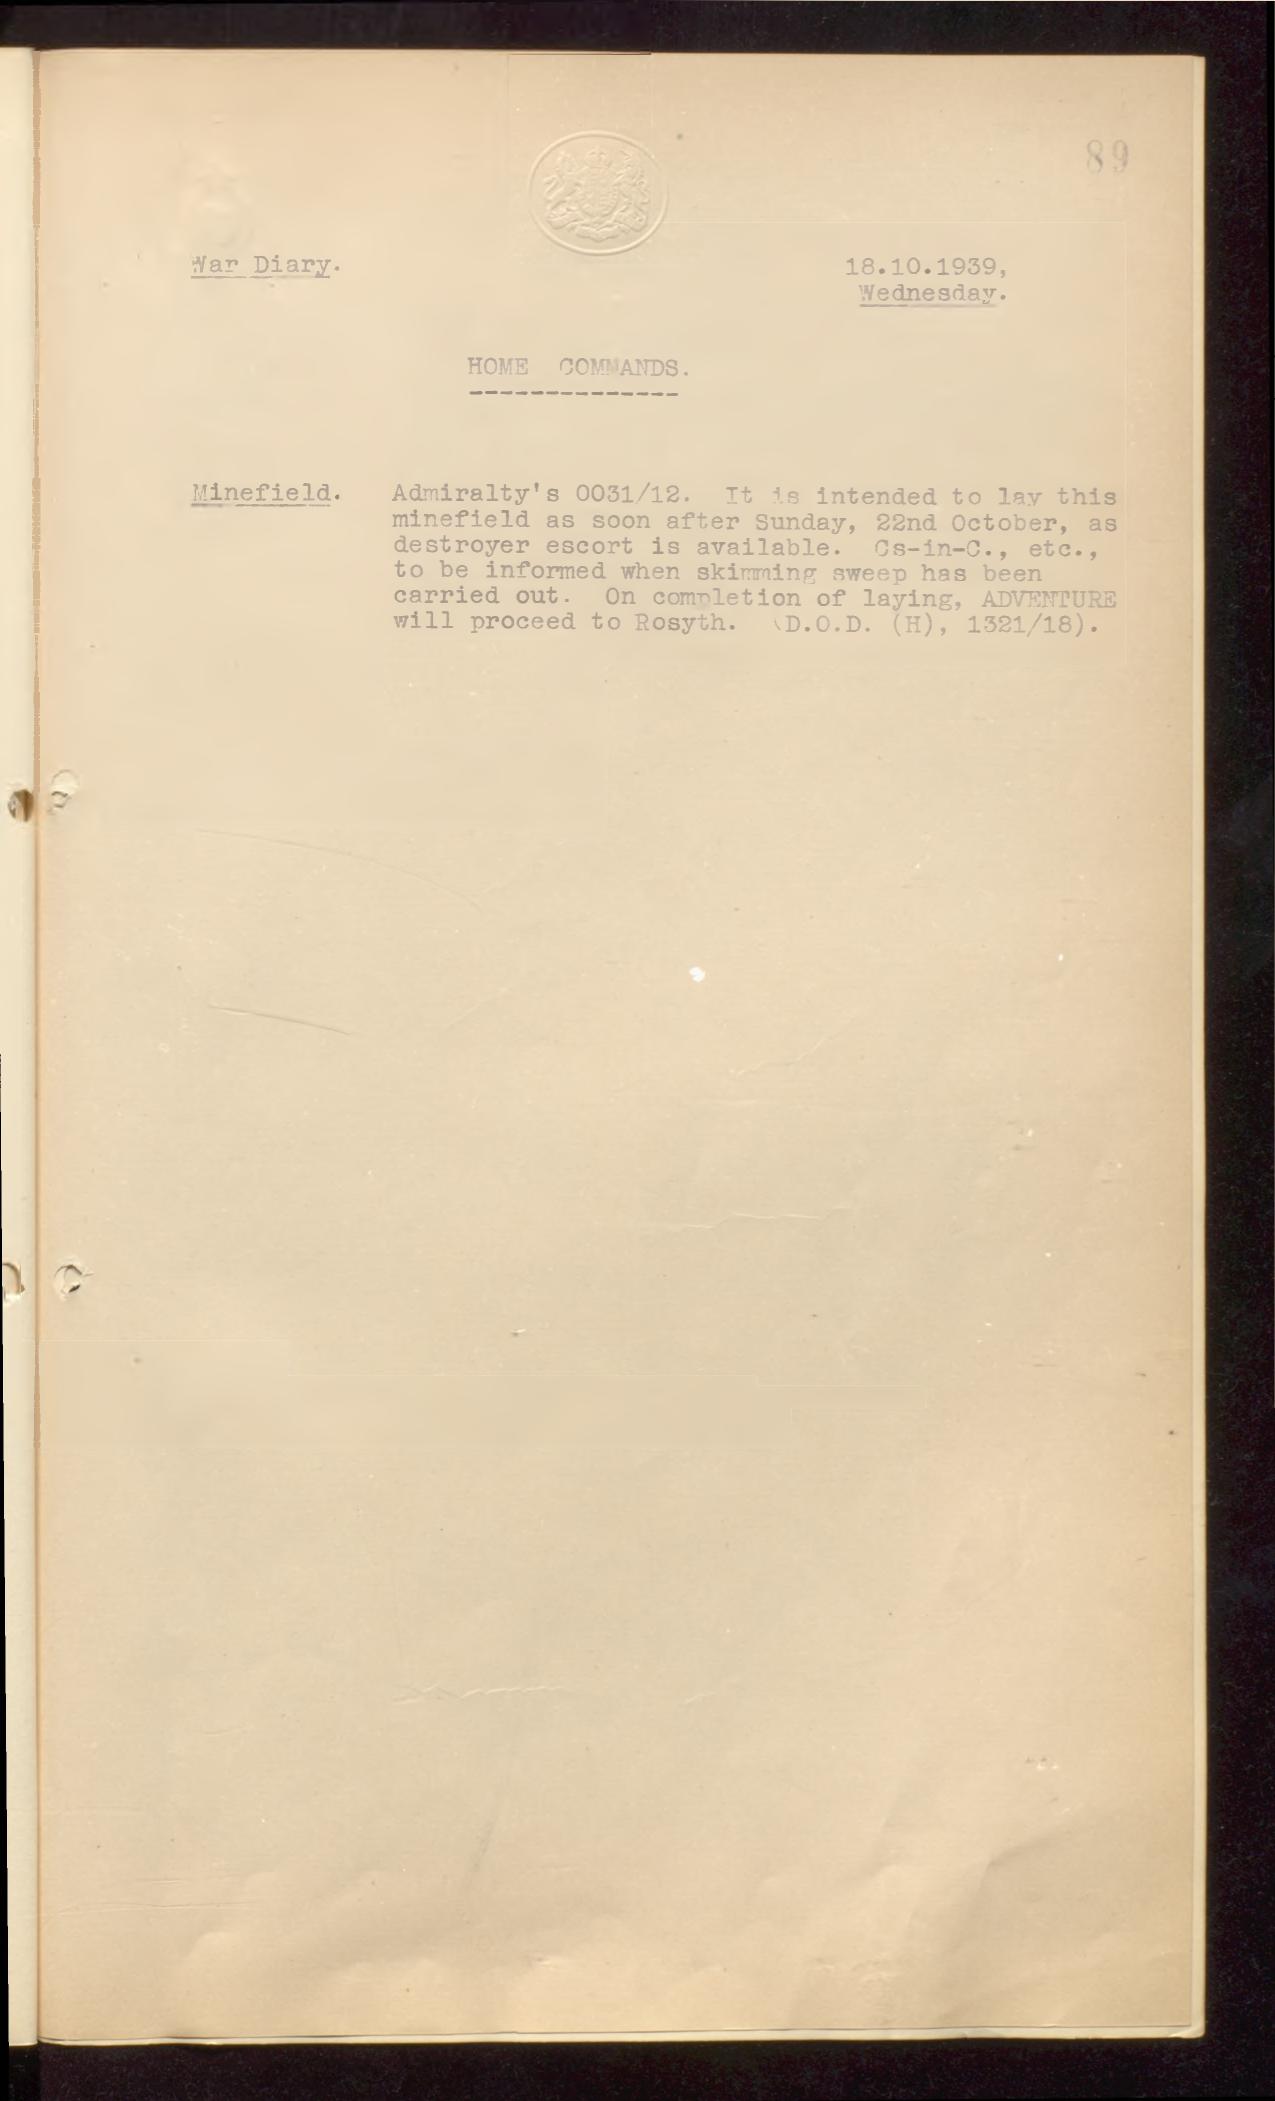 89
War Diary.
18.10.1939,
Wednesday.
HOME COMMANDS.
--------------
Minefield. Admiralty's 0031/12. It is intended to lay this
minefield as soon after Sunday, 22nd October, as
destroyer escort is available. Cs-in-C., etc.,
to be informed when skimming sweep has been
carried out. On completion of laying, ADVENTURE
will proceed to Rosyth. (D.O.D. (H), 1321/18).